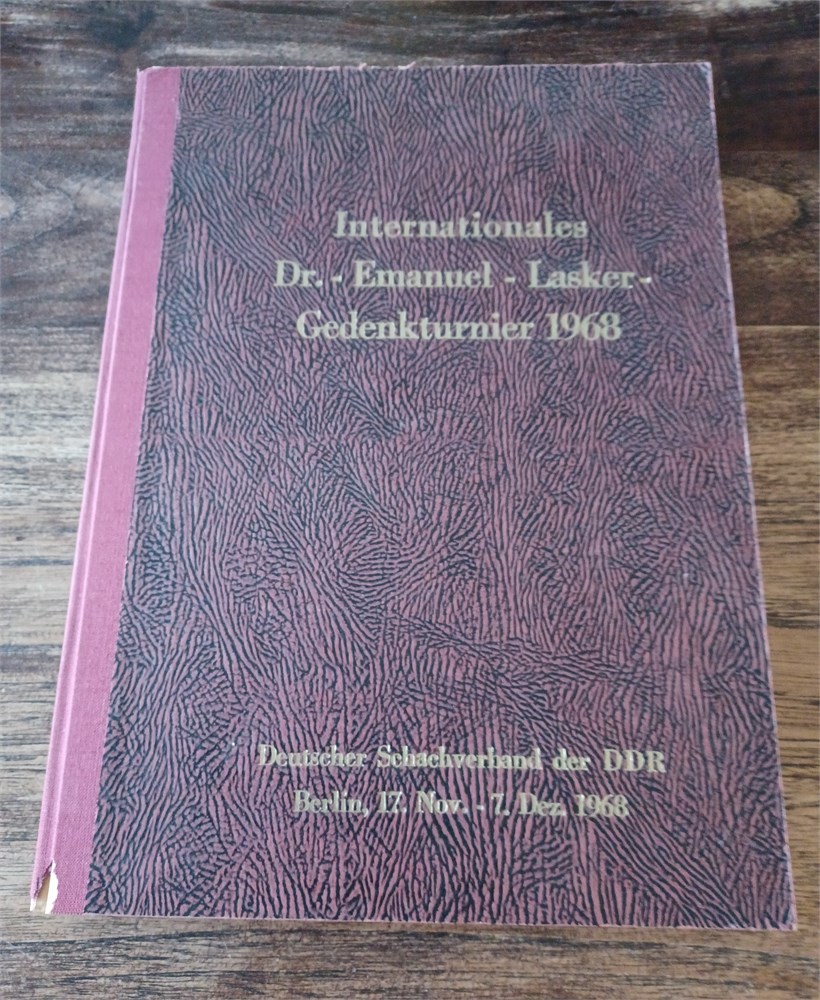 Internationales
Dr. - Emanuel - Lasker -
Gedenkturnier 1968
Deutscher Schachverband der DDR
Berlin, 17. Nov. - 7. Dez. 1968